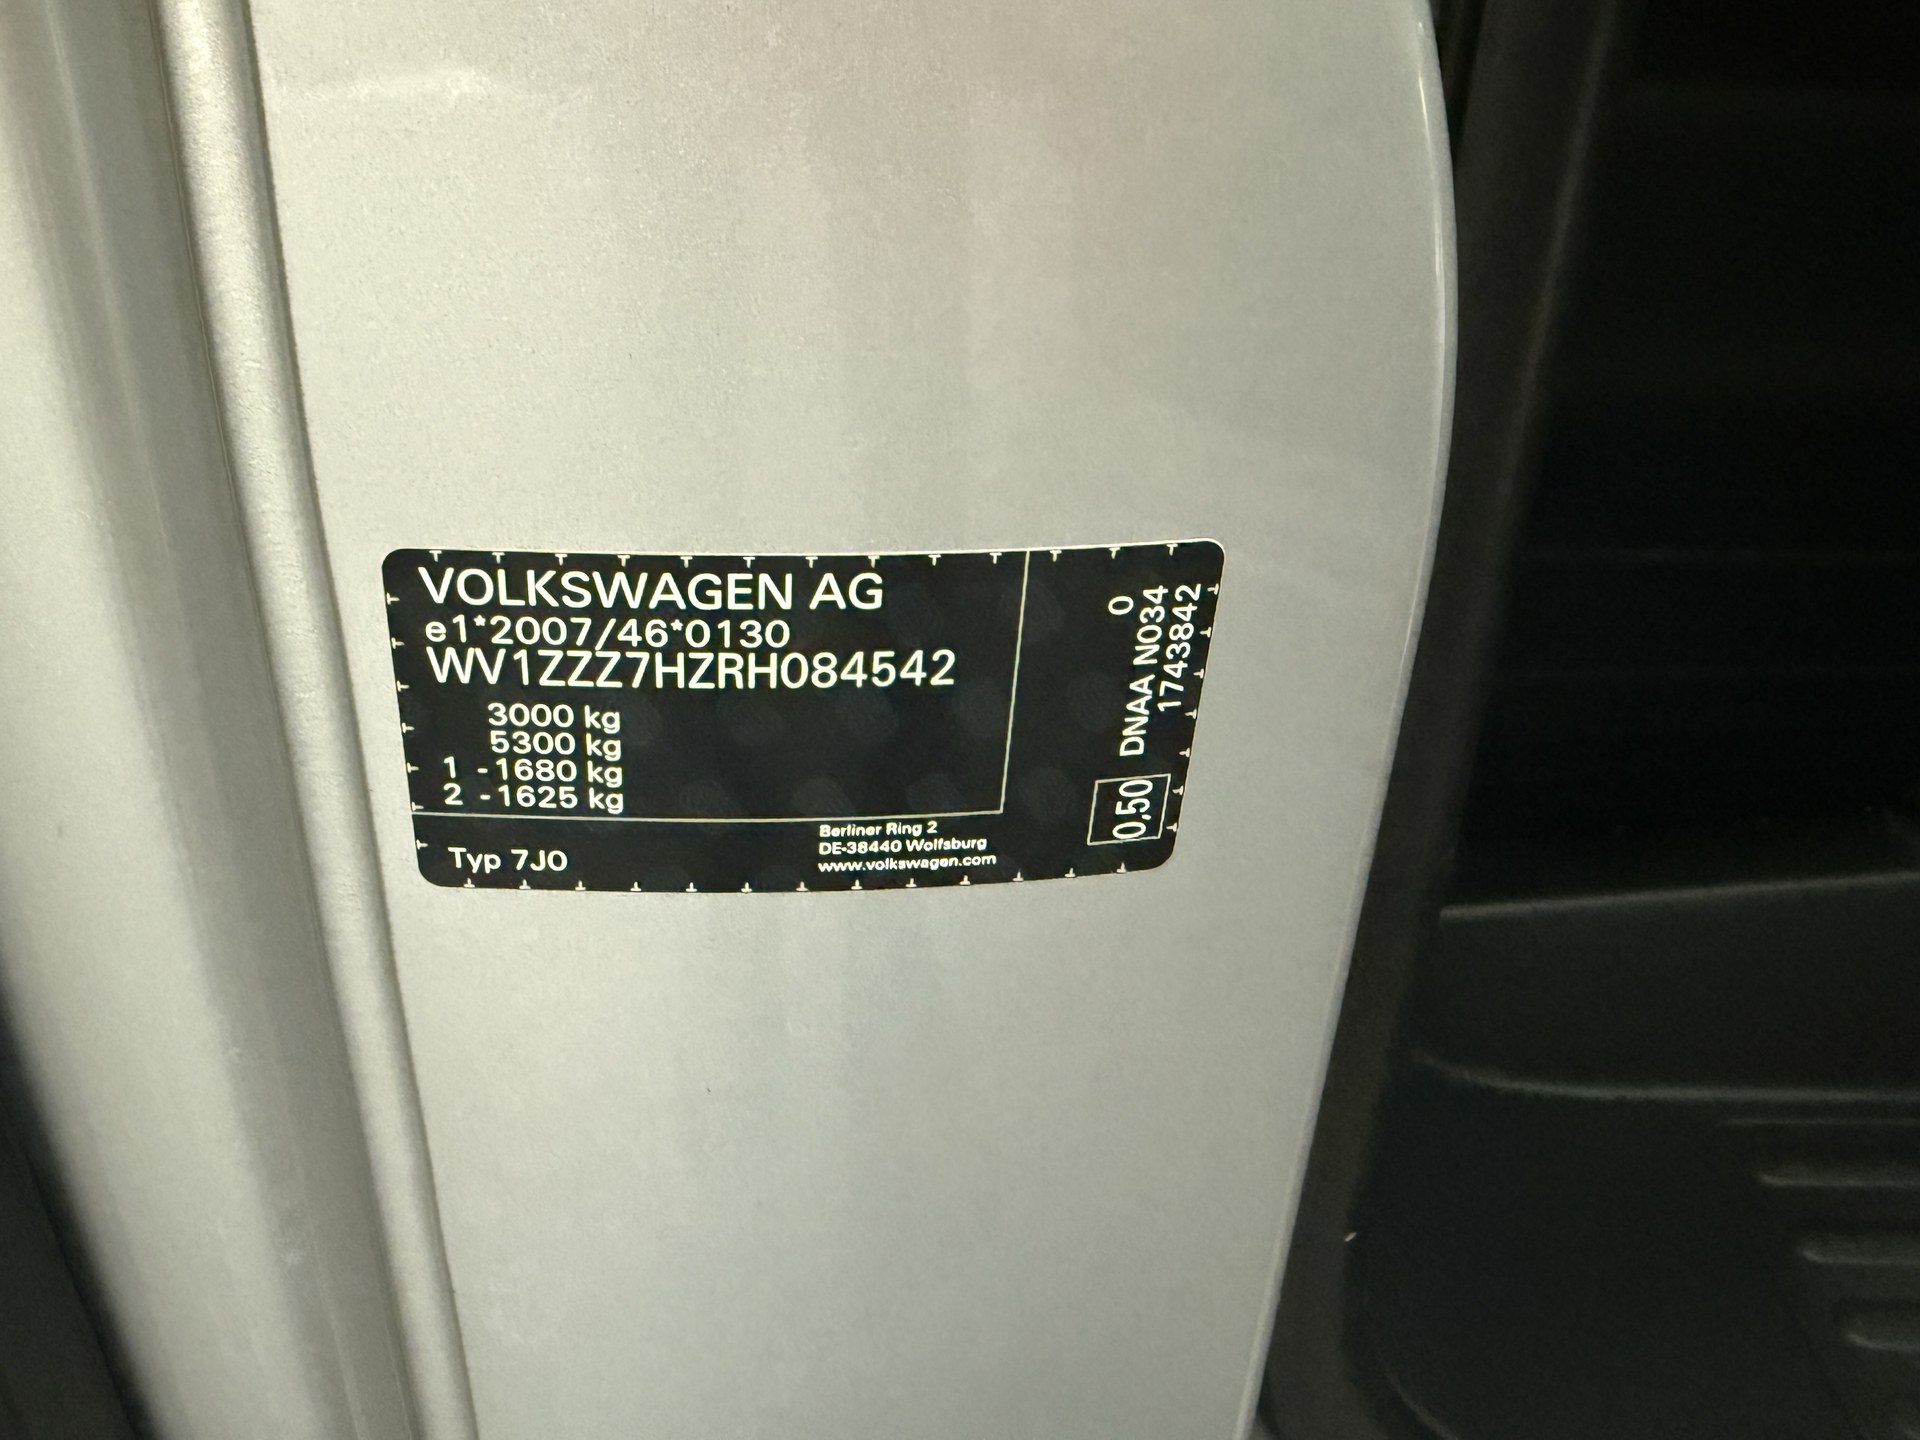 VOLKSWAGEN AG
e1*2007/46*0130
WV1ZZZ7HZRH084542
3000 kg
5300 kg
1 -1680 kg
2 -1625 kg
Typ 7J0
Berliner Ring 2
DE-38440 Wolfsburg
www.volkswagen.com
0
DNAA N034
1743842
0,50